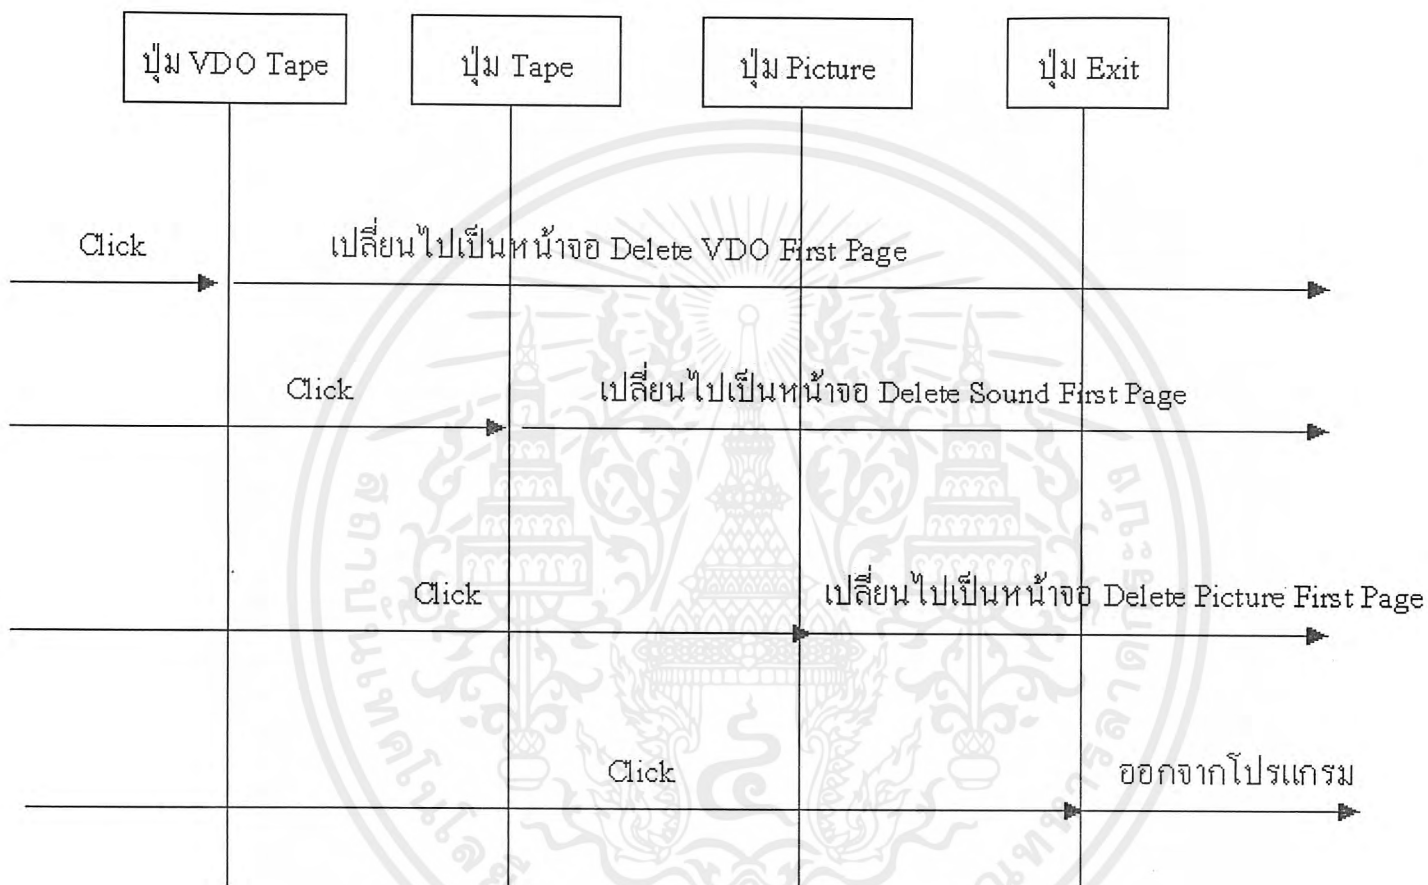 ปุ่ม VDO Tape
ปุ่ม Tape
ปุ่ม Picture
ปุ่ม Exit
Click
เปลี่ยนไปเป็นหน้าจอ Delete VDO First Page
Click
เปลี่ยนไปเป็นหน้าจอ Delete Sound First Page
Click
เปลี่ยนไปเป็นหน้าจอ Delete Picture First Page
Click
ออกจากโปรแกรม